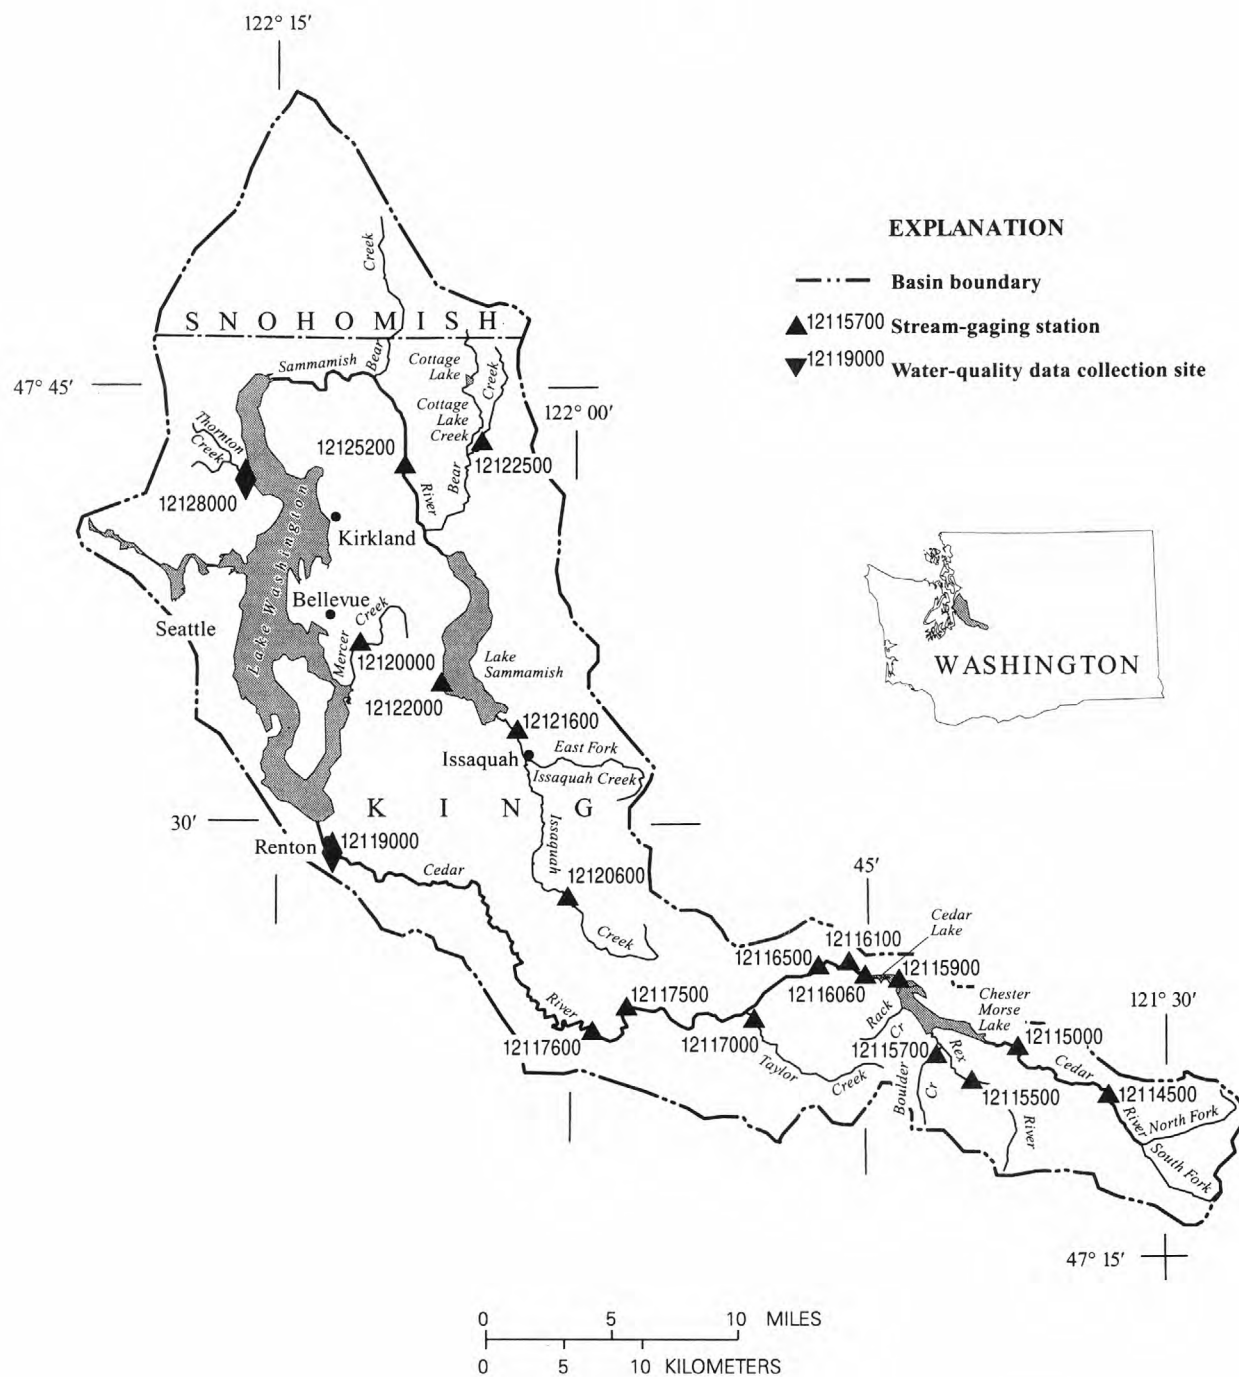 122° 15′
EXPLANATION
Basin boundary
12115700 Stream-gaging station
12119000 Water-quality data collection site
SNOHOMISH
Creek
Bear
Sammamish
Cottage
Lake
Creek
47° 45′
122° 00′
Cottage
Lake
Creek
Thornton
Creek
12125200
12122500
Bear
River
12128000
Lake Washington
Kirkland
Bellevue
Creek
Mercer
Seattle
12120000
Lake
Sammamish
12122000
12121600
East Fork
Issaquah
Issaquah Creek
KING
WASHINGTON
30′
Renton
12119000
Issaquah
Cedar
12120600
45′
Creek
Cedar
Lake
12116100
12116500
12115900
12116060
Chester
Morse
Lake
121° 30′
River
12117500
Rack
Cr
12115000
12117600
12117000
12115700
Rex
Cedar
Taylor
Creek
Boulder
Cr
12115500
12114500
River
River
North Fork
South Fork
47° 15′
0 5 10 MILES
0 5 10 KILOMETERS